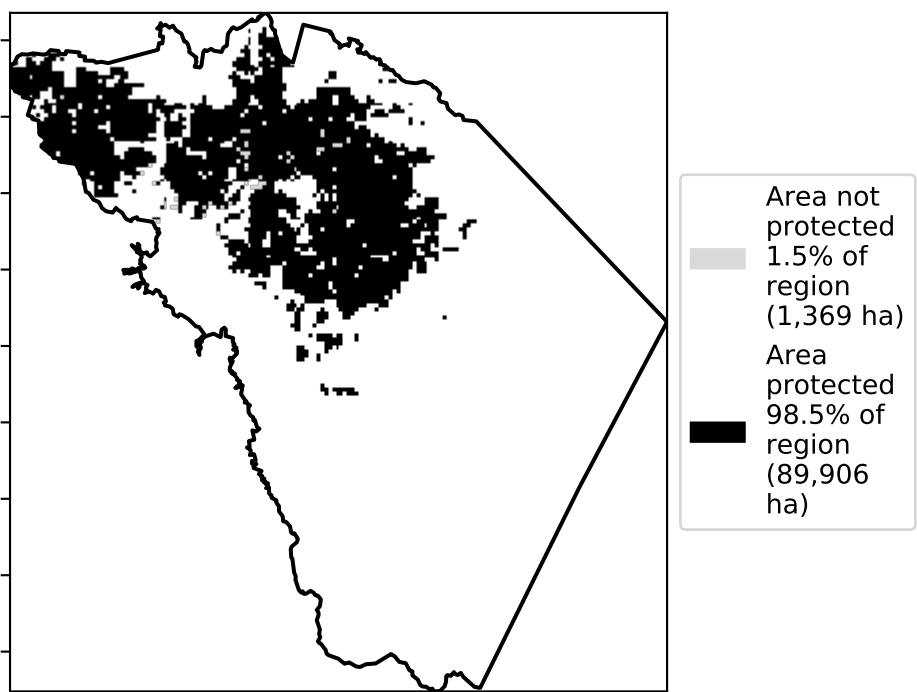 Area not
protected
1.5% of
region
(1,369 ha)
Area
protected
98.5% of
region
(89,906
ha)